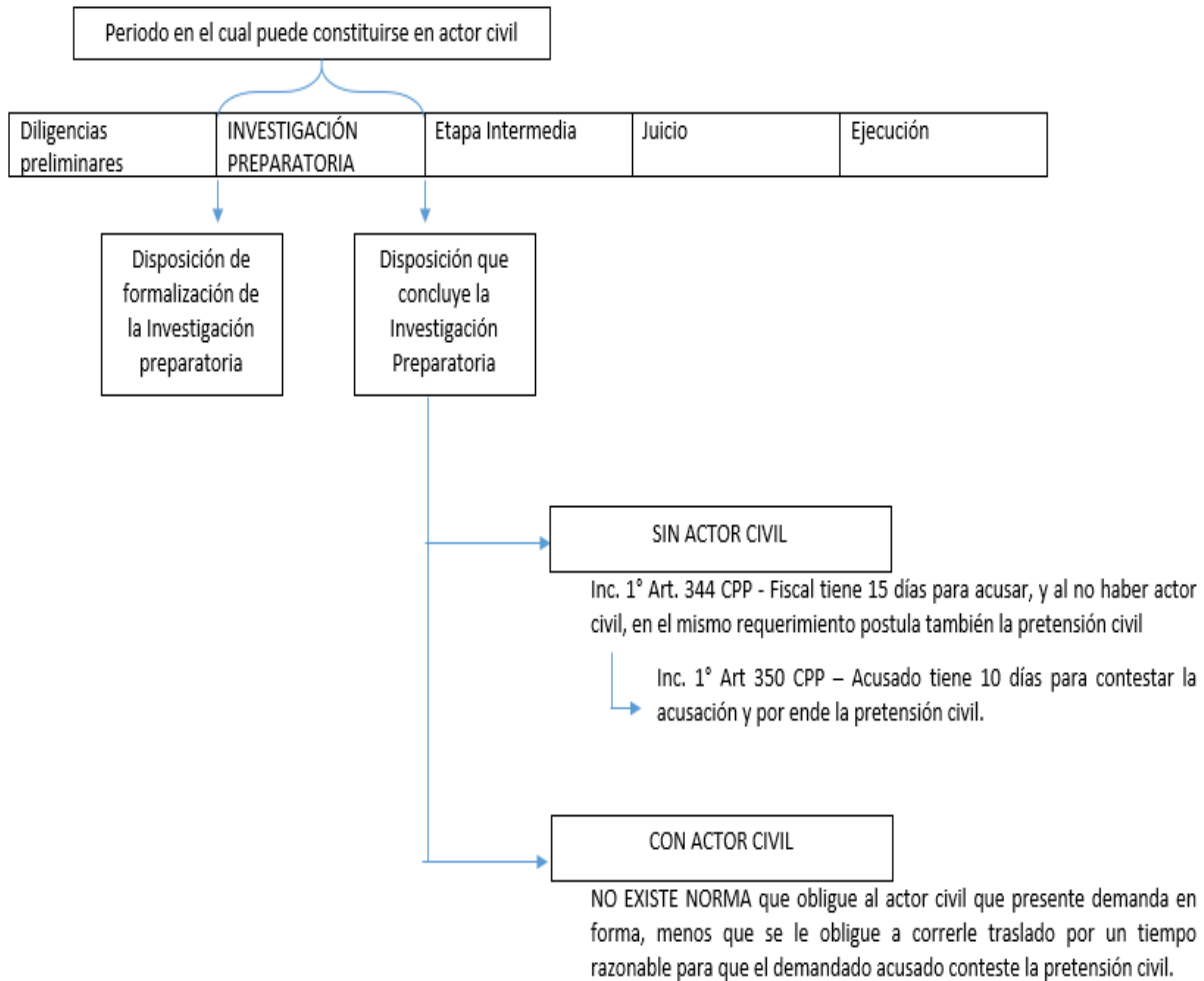 Periodo en el cual puede constituirse en actor civil
Diligencias
preliminares
INVESTIGACIÓN
PREPARATORIA
Etapa Intermedia
Juicio
Ejecución
Disposición de
formalización de
la Investigación
preparatoria
Disposición que
concluye la
Investigación
Preparatoria
SIN ACTOR CIVIL
Inc. 1° Art. 344 CPP - Fiscal tiene 15 días para acusar, y al no haber actor
civil, en el mismo requerimiento postula también la pretensión civil
Inc. 1° Art 350 CPP – Acusado tiene 10 días para contestar la
acusación y por ende la pretensión civil.
CON ACTOR CIVIL
NO EXISTE NORMA que obligue al actor civil que presente demanda en
forma, menos que se le obligue a correrle traslado por un tiempo
razonable para que el demandado acusado conteste la pretensión civil.